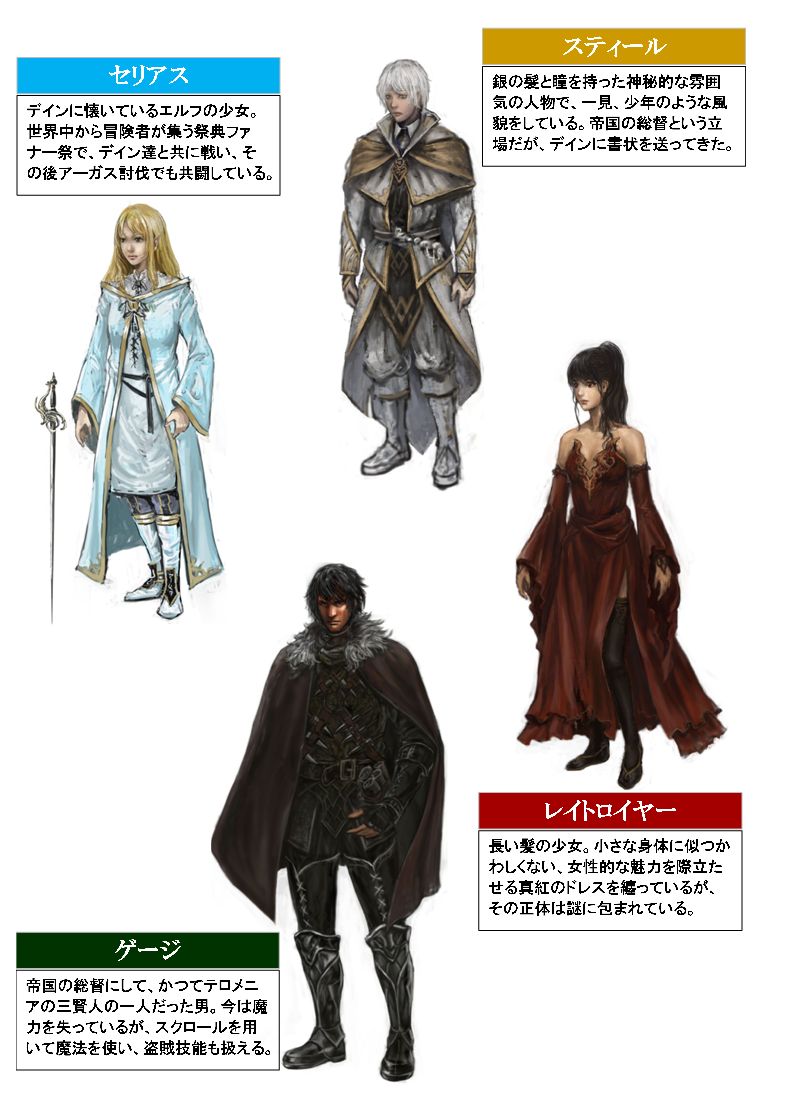 セリアス
デインに懐いているエルフの少女。
世界中から冒険者が集う祭典ファ
ナー祭で、デイン達と共に戦い、そ
の後アーガス討伐でも共闘している。
スティール
銀の髪と瞳を持った神秘的な雰囲
気の人物で、一見、少年のような風
貌をしている。帝国の総督という立
場だが、デインに書状を送ってきた。
レイトロイヤー
長い髪の少女。小さな身体に似つか
わしくない、女性的な魅力を際立た
せる真紅のドレスを纏っているが、
その正体は謎に包まれている。
ゲージ
帝国の総督にして、かつてテロメニ
アの三賢人の一人だった男。今は魔
力を失っているが、スクロールを用
いて魔法を使い、盗賊技能も扱える。